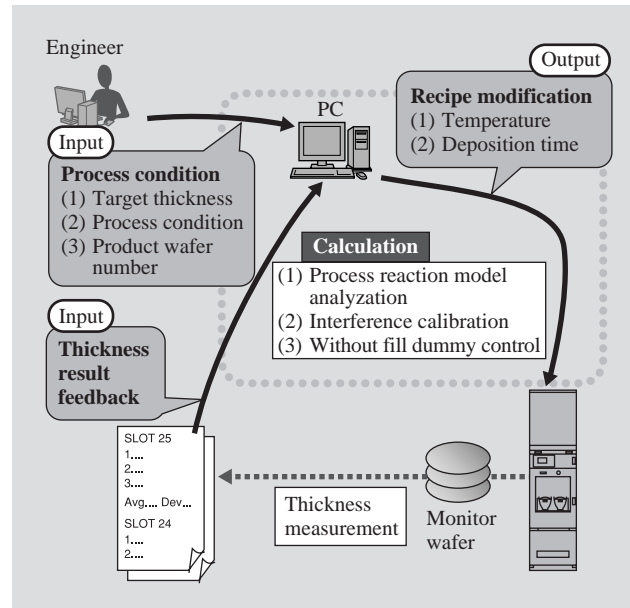 Engineer
Input
Process condition
(1) Target thickness
(2) Process condition
(3) Product wafer
number
PC
Output
Recipe modification
(1) Temperature
(2) Deposition time
Calculation
(1) Process reaction model
analyzation
(2) Interference calibration
(3) Without fill dummy control
Input
Thickness
result
feedback
SLOT 25
1....
2....
3....
Avg.... Dev...
SLOT 24
1....
2....
Thickness
measurement
Monitor
wafer